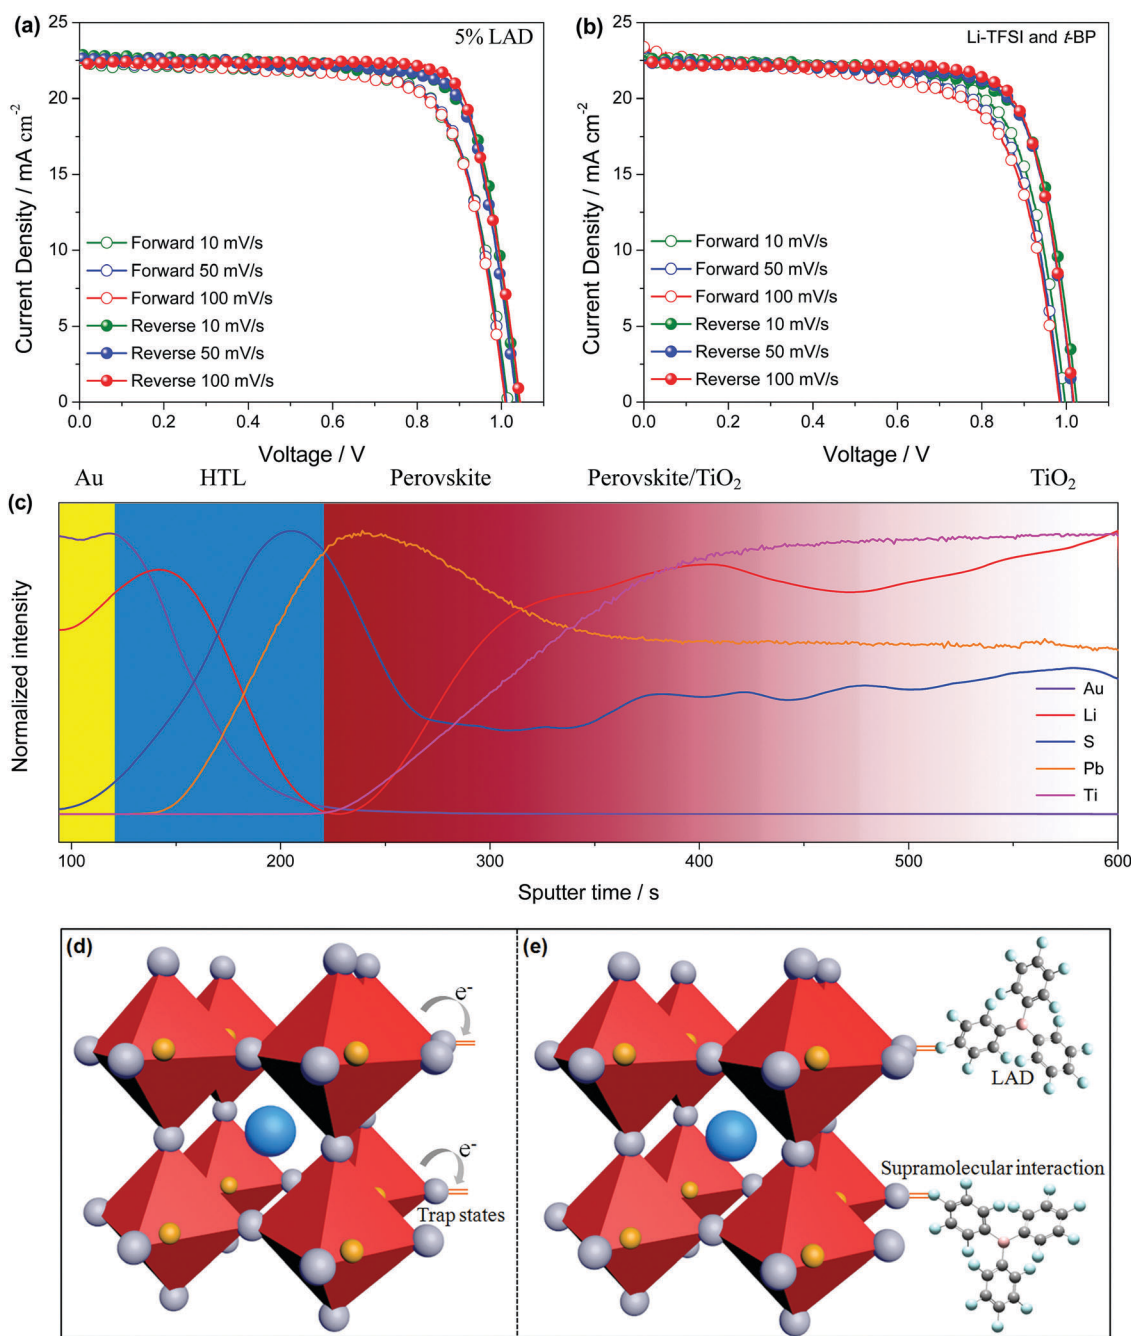 (a)
5% LAD
25
20
15
10
5
0
0.0
0.2
0.4
0.6
0.8
1.0
Current Density / mA cm⁻²
Voltage / V
Forward 10 mV/s
Forward 50 mV/s
Forward 100 mV/s
Reverse 10 mV/s
Reverse 50 mV/s
Reverse 100 mV/s
(b)
Li-TFSI and t-BP
25
20
15
10
5
0
0.0
0.2
0.4
0.6
0.8
1.0
Current Density / mA cm⁻²
Voltage / V
Forward 10 mV/s
Forward 50 mV/s
Forward 100 mV/s
Reverse 10 mV/s
Reverse 50 mV/s
Reverse 100 mV/s
Au HTL Perovskite Perovskite/TiO₂ TiO₂
(c)
Normalized intensity
Au
Li
S
Pb
Ti
100 200 300 400 500 600
Sputter time / s
(d)
e⁻
e⁻
Trap states
(e)
LAD
Supramolecular interaction